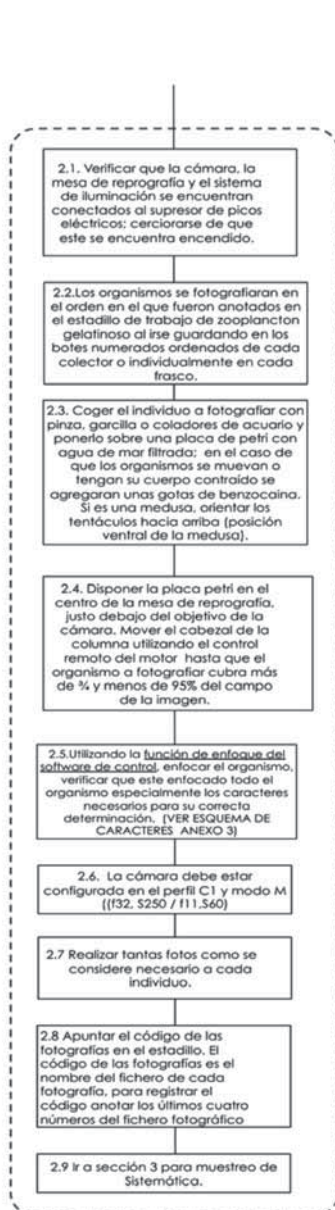 2.1. Verificar que la cámara, la
mesa de reprografía y el sistema
de iluminación se encuentran
conectados al supresor de picos
eléctricos; cerciorarse de que
este se encuentra encendido.
2.2.Los organismos se fotografiaran en
el orden en el que fueron anotados en
el estadillo de trabajo de zooplancton
gelatinoso al irse guardando en los
botes numerados ordenados de cada
colector o individualmente en cada
frasco.
2.3. Coger el individuo a fotografiar con
pinza, garcilla o coladores de acuario y
ponerlo sobre una placa de petri con
agua de mar filtrada; en el caso de
que los organismos se muevan o
tengan su cuerpo contraído se
agregaran unas gotas de benzocaina.
Si es una medusa, orientar los
tentáculos hacia arriba (posición
ventral de la medusa).
2.4. Disponer la placa petri en el
centro de la mesa de reprografía,
justo debajo del objetivo de la
cámara. Mover el cabezal de la
columna utilizando el control
remoto del motor hasta que el
organismo a fotografiar cubra más
de ¾ y menos de 95% del campo
de la imagen.
2.5.Utilizando la función de enfoque del
software de control, enfocar el organismo,
verificar que este enfocado todo el
organismo especialmente los caracteres
necesarios para su correcta
determinación. (VER ESQUEMA DE
CARACTERES ANEXO 3)
2.6. La cámara debe estar
configurada en el perfil C1 y modo M
((f32, S250 / f11,S60)
2.7 Realizar tantas fotos como se
considere necesario a cada
individuo.
2.8 Apuntar el código de las
fotografías en el estadillo. El
código de las fotografías es el
nombre del fichero de cada
fotografía, para registrar el
código anotar los últimos cuatro
números del fichero fotográfico
2.9 Ir a sección 3 para muestreo de
Sistemática.